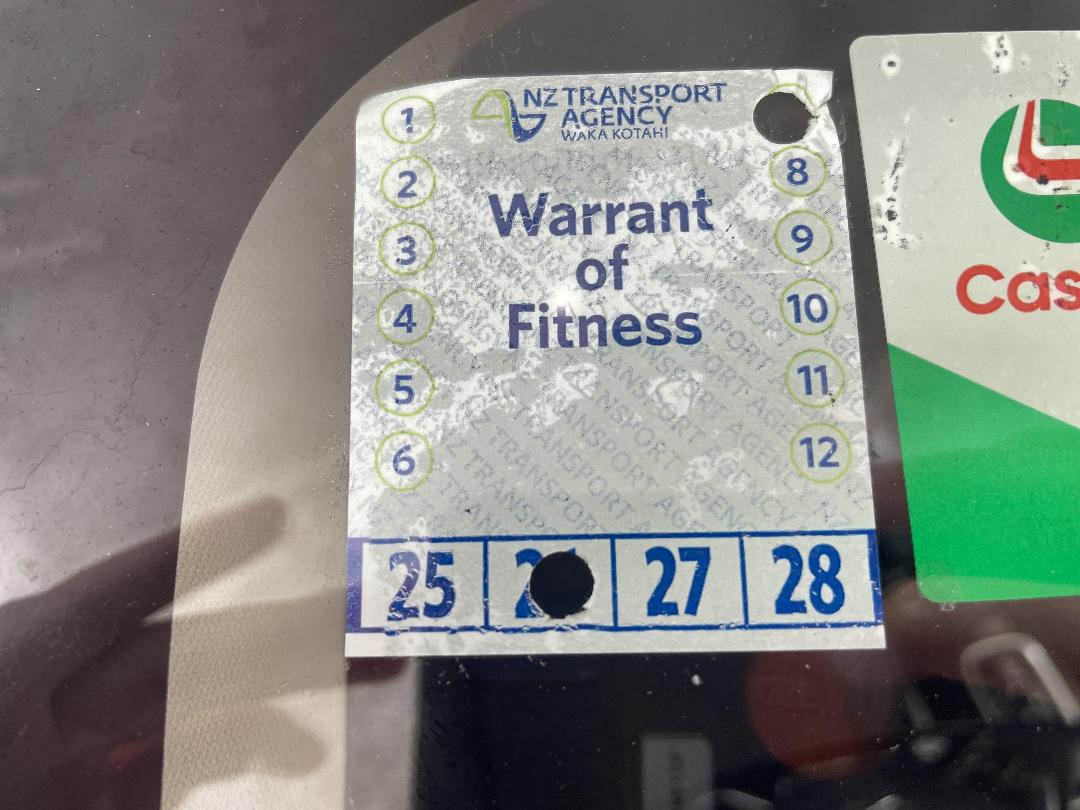 NZ TRANSPORT
AGENCY
WAKA KOTAHI
Warrant
of
Fitness
1
2
3
4
5
6
8
9
10
11
12
25 2 27 28
Cas